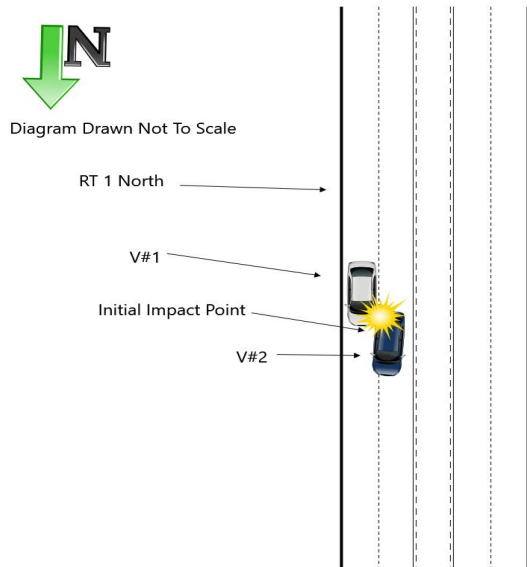 N
Diagram Drawn Not To Scale
RT 1 North
V#1
Initial Impact Point
V#2